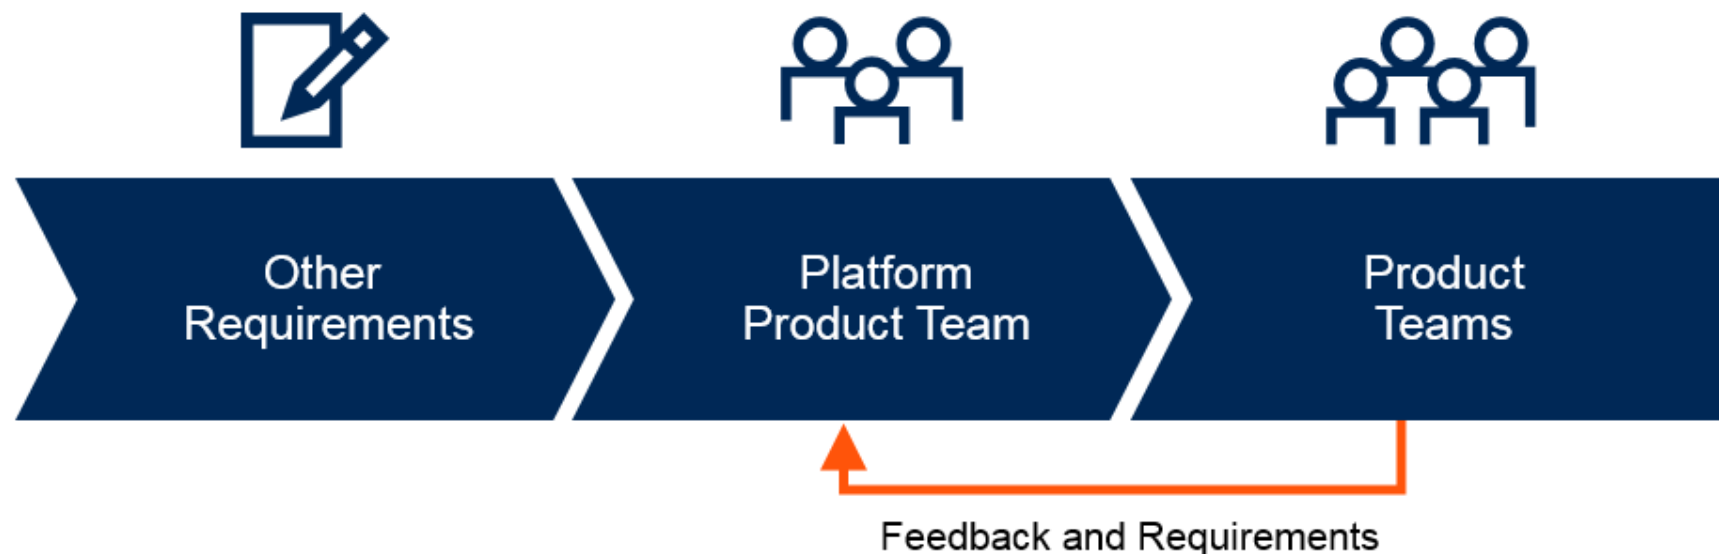 Other
Requirements
Platform
Product Team
Product
Teams
Feedback and Requirements